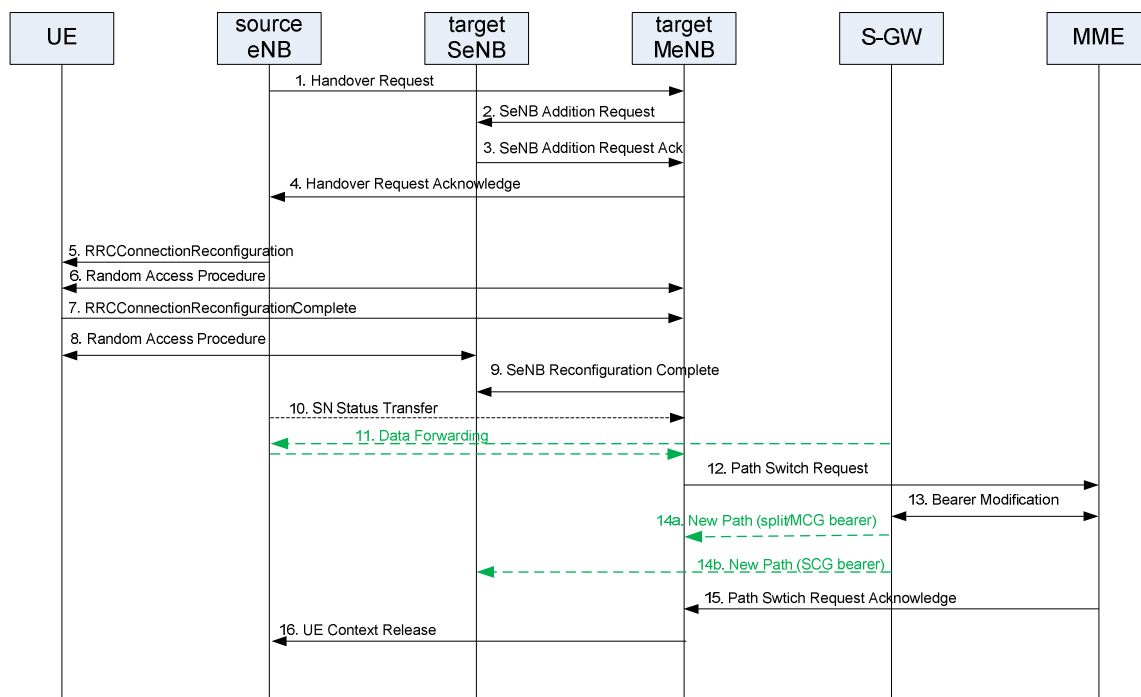 UE
source
eNB
target
SeNB
target
MeNB
S-GW
MME
1. Handover Request
2. SeNB Addition Request
3. SeNB Addition Request Ack
4. Handover Request Acknowledge
5. RRCConnectionReconfiguration
6. Random Access Procedure
7. RRCConnectionReconfigurationComplete
8. Random Access Procedure
9. SeNB Reconfiguration Complete
10. SN Status Transfer
11. Data Forwarding
12. Path Switch Request
13. Bearer Modification
14a. New Path (split/MCG bearer)
14b. New Path (SCG bearer)
15. Path Swtich Request Acknowledge
16. UE Context Release